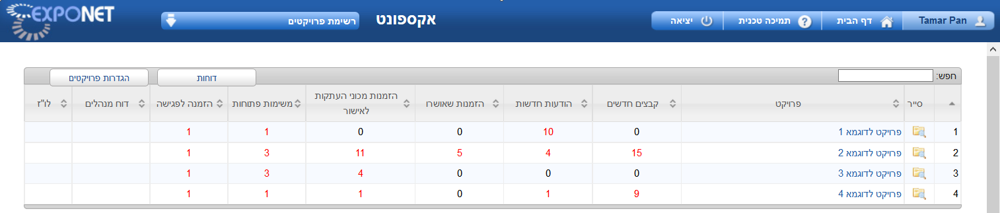 Tamar Pan דף הבית תמיכה טכנית יציאה אקספונט רשימת פרויקטים EXPONET
חפש: דוחות הגדרות פרויקטים
סייר פרויקט קבצים חדשים הודעות חדשות הזמנות שאושרו הזמנות מכוני העתקות לאישור משימות פתוחות הזמנה לפגישה דוח מנהלים לו"ז
1 פרויקט לדוגמא 1 0 10 0 0 1 1
2 פרויקט לדוגמא 2 15 4 5 11 3 1
3 פרויקט לדוגמא 3 0 0 0 4 3 1
4 פרויקט לדוגמא 4 9 1 0 1 1 1